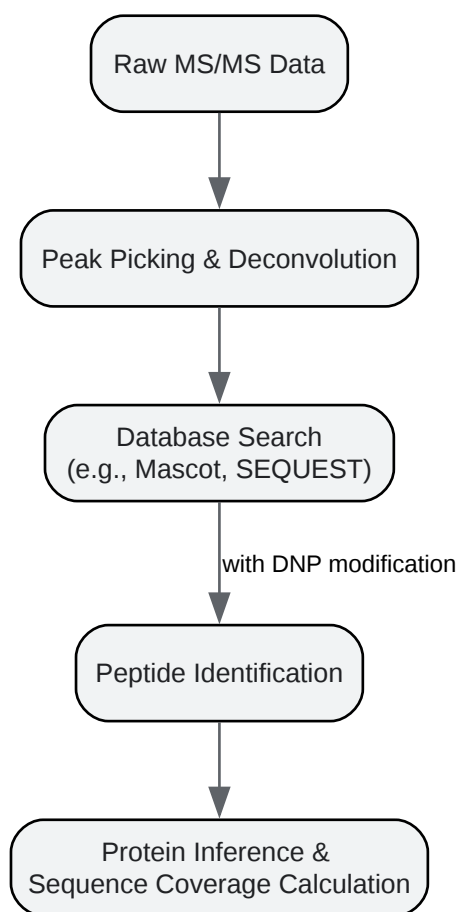 Raw MS/MS Data
Peak Picking & Deconvolution
Database Search
(e.g., Mascot, SEQUEST)
with DNP modification
Peptide Identification
Protein Inference &
Sequence Coverage Calculation